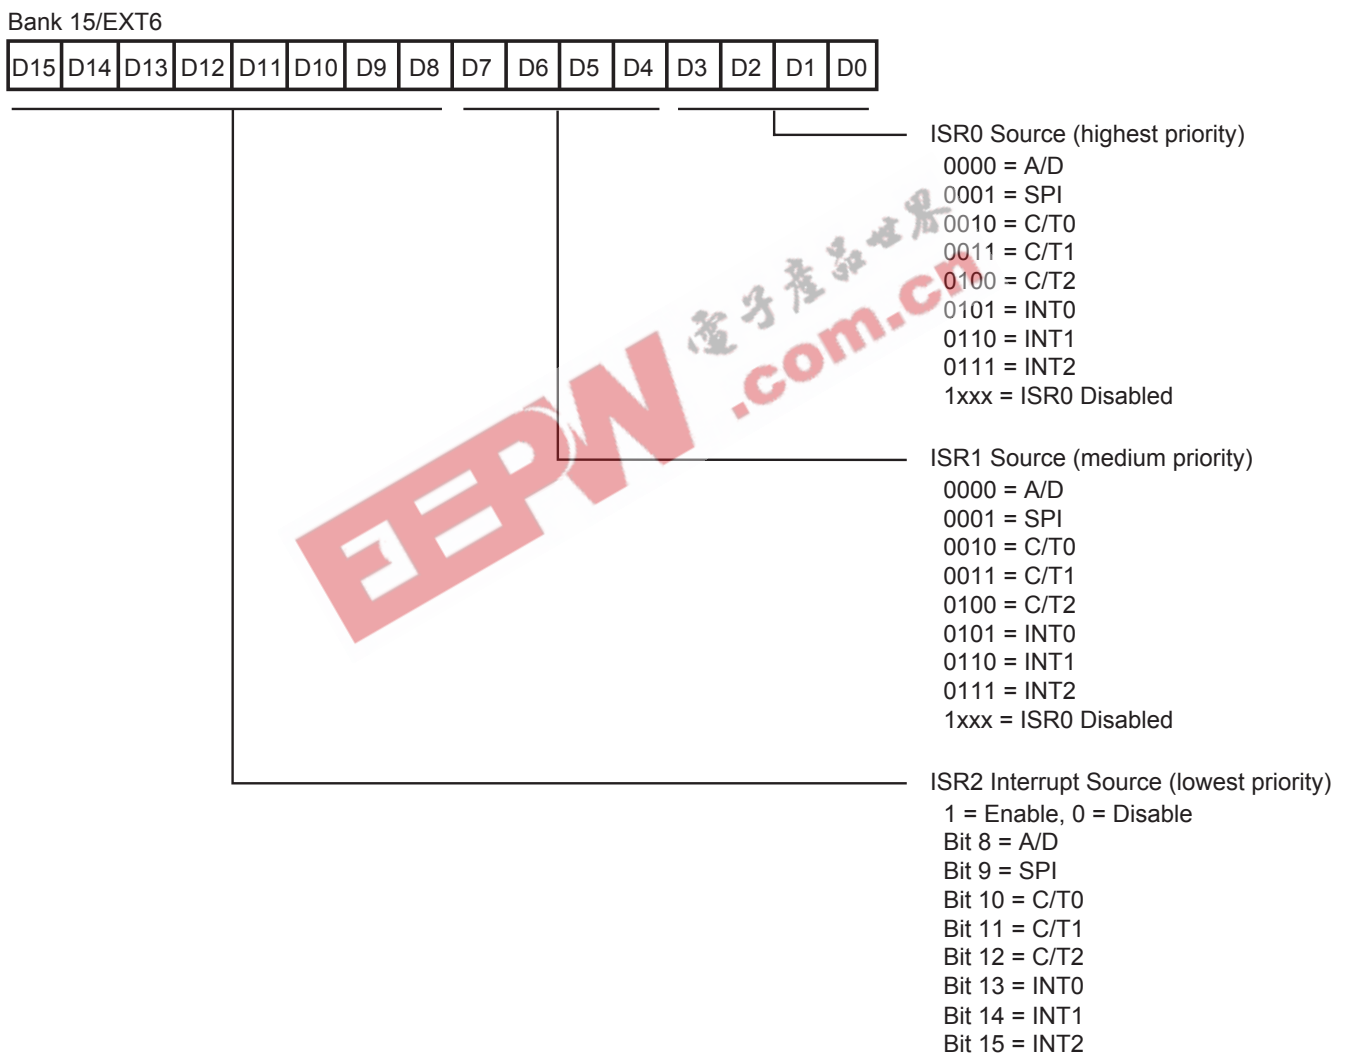 Bank 15/EXT6
D15 D14 D13 D12 D11 D10 D9 D8 D7 D6 D5 D4 D3 D2 D1 D0
ISR0 Source (highest priority)
0000 = A/D
0001 = SPI
0010 = C/T0
0011 = C/T1
0100 = C/T2
0101 = INT0
0110 = INT1
0111 = INT2
1xxx = ISR0 Disabled
ISR1 Source (medium priority)
0000 = A/D
0001 = SPI
0010 = C/T0
0011 = C/T1
0100 = C/T2
0101 = INT0
0110 = INT1
0111 = INT2
1xxx = ISR0 Disabled
ISR2 Interrupt Source (lowest priority)
1 = Enable, 0 = Disable
Bit 8 = A/D
Bit 9 = SPI
Bit 10 = C/T0
Bit 11 = C/T1
Bit 12 = C/T2
Bit 13 = INT0
Bit 14 = INT1
Bit 15 = INT2
EEPW
電子産品世界
.com.cn